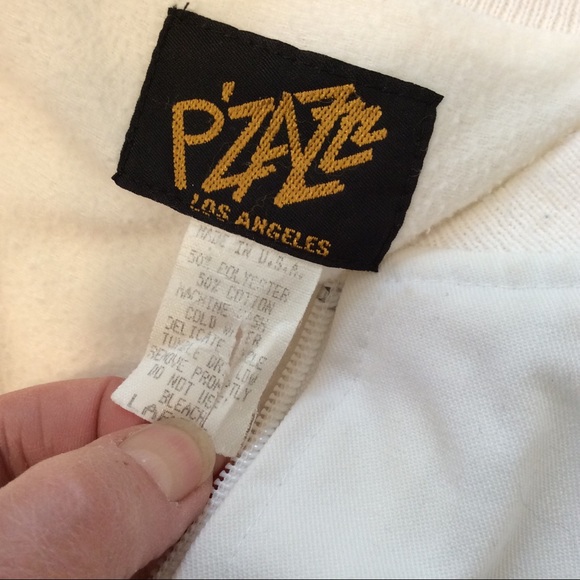 P'ZAZZ
LOS ANGELES
MADE IN U.S.A.
50% POLYESTER
50% COTTON
MACHINE WASH
COLD WATER
DELICATE CYCLE
TUMBLE DRY LOW
REMOVE PROMPTLY
DO NOT USE
BLEACH